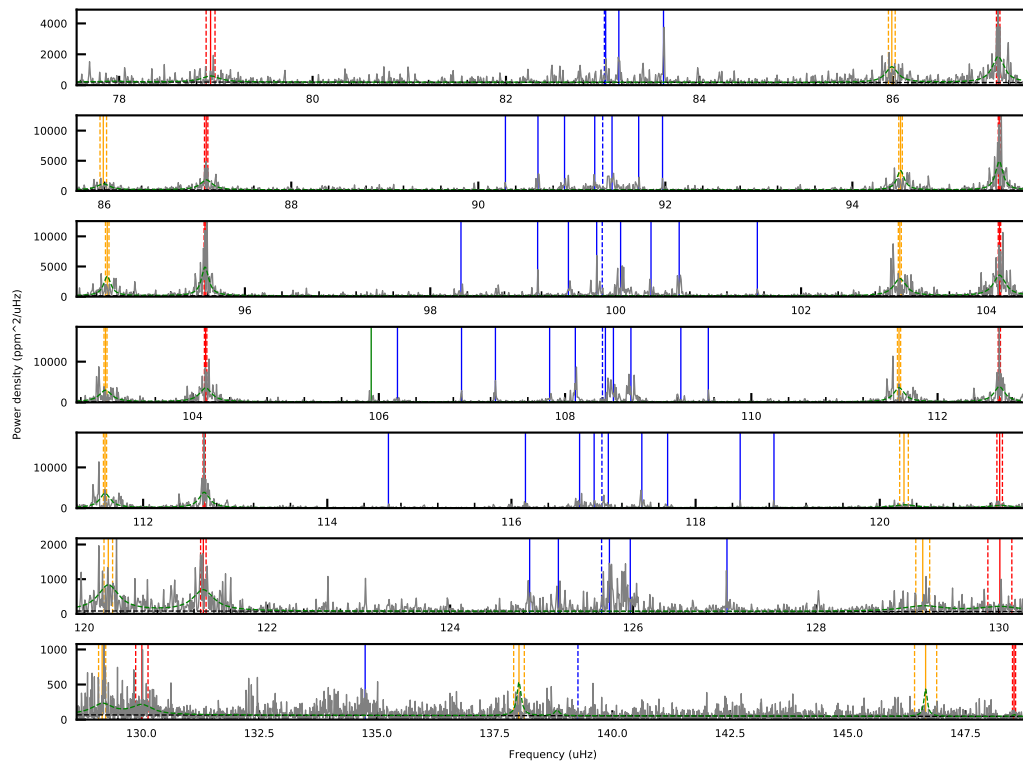 4000
2000
0
78 80 82 84 86
10000
5000
0
86 88 90 92 94
10000
5000
0
96 98 100 102 104
10000
0
104 106 108 110 112
Power density (ppm^2/uHz)
10000
0
112 114 116 118 120
2000
1000
0
120 122 124 126 128 130
1000
500
0
130.0 132.5 135.0 137.5 140.0 142.5 145.0 147.5
Frequency (uHz)